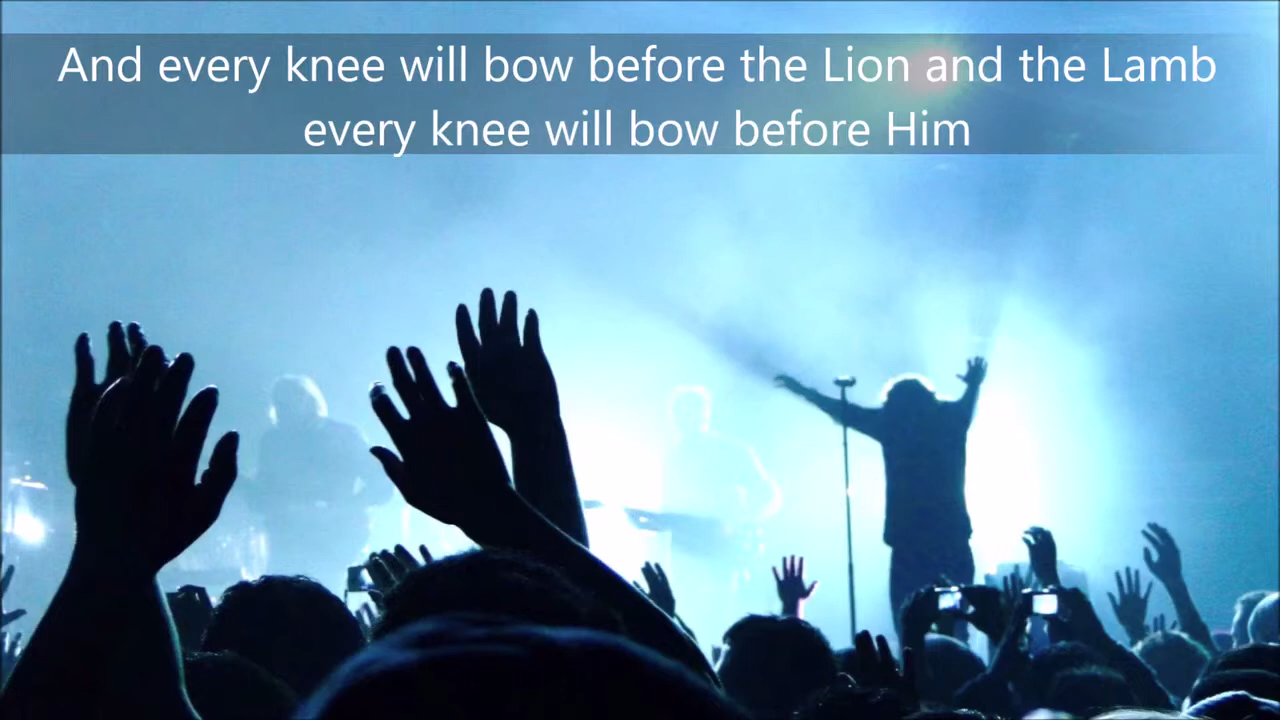 And every knee will bow before the Lion and the Lamb
every knee will bow before Him